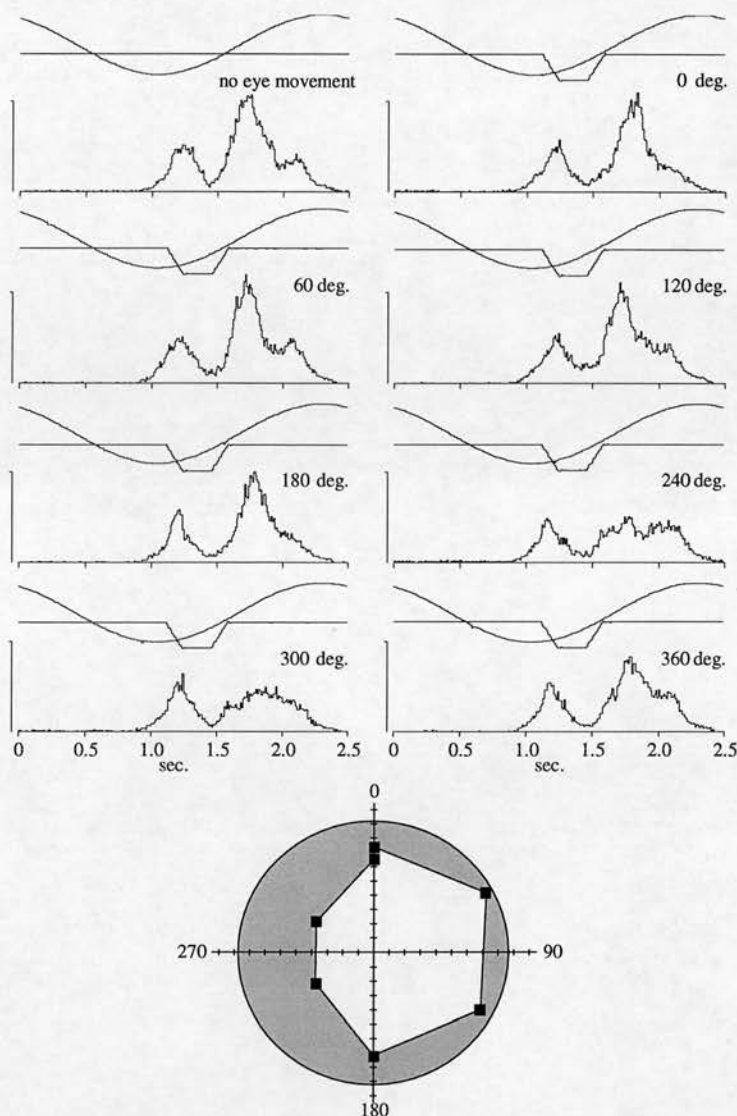 no eye movement
0 deg.
60 deg.
120 deg.
180 deg.
240 deg.
300 deg.
360 deg.
0 0.5 1.0 1.5 2.0 2.5 0 0.5 1.0 1.5 2.0 2.5
sec. sec.
0
270 90
180